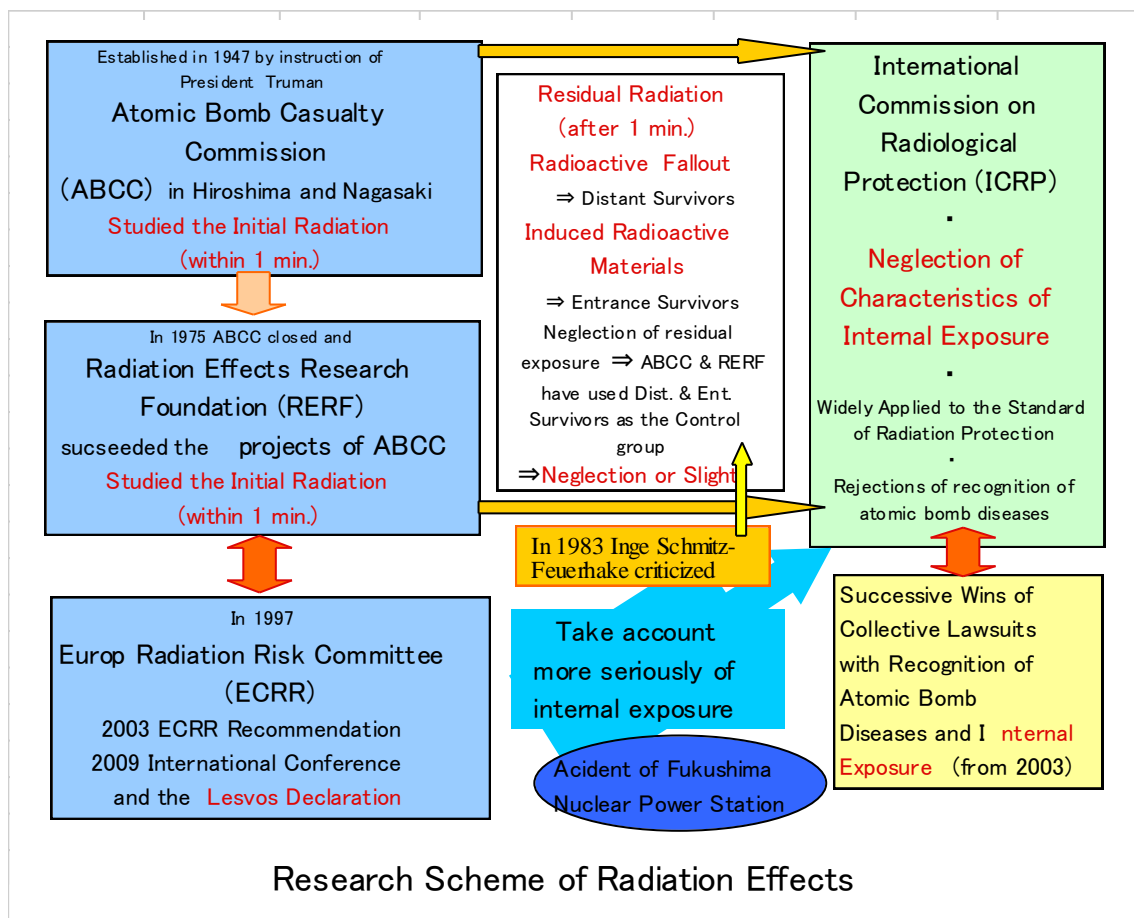 Established in 1947 by instruction of
President Truman
Atomic Bomb Casualty
Commission
(ABCC) in Hiroshima and Nagasaki
Studied the Initial Radiation
(within 1 min.)
In 1975 ABCC closed and
Radiation Effects Research
Foundation (RERF)
sucseeded the projects of ABCC
Studied the Initial Radiation
(within 1 min.)
In 1997
Europ Radiation Risk Committee
(ECRR)
2003 ECRR Recommendation
2009 International Conference
and the Lesvos Declaration
Residual Radiation
(after 1 min.)
Radioactive Fallout
⇒ Distant Survivors
Induced Radioactive
Materials
⇒ Entrance Survivors
Neglection of residual
exposure ⇒ ABCC & RERF
have used Dist. & Ent.
Survivors as the Control
group
⇒Neglection or Slight
In 1983 Inge Schmitz-
Feuerhake criticized
Take account
more seriously of
internal exposure
Acident of Fukushima
Nuclear Power Station
International
Commission on
Radiological
Protection (ICRP)
・
Neglection of
Characteristics of
Internal Exposure
・
Widely Applied to the Standard
of Radiation Protection
・
Rejections of recognition of
atomic bomb diseases
Successive Wins of
Collective Lawsuits
with Recognition of
Atomic Bomb
Diseases and I nternal
Exposure (from 2003)
Research Scheme of Radiation Effects